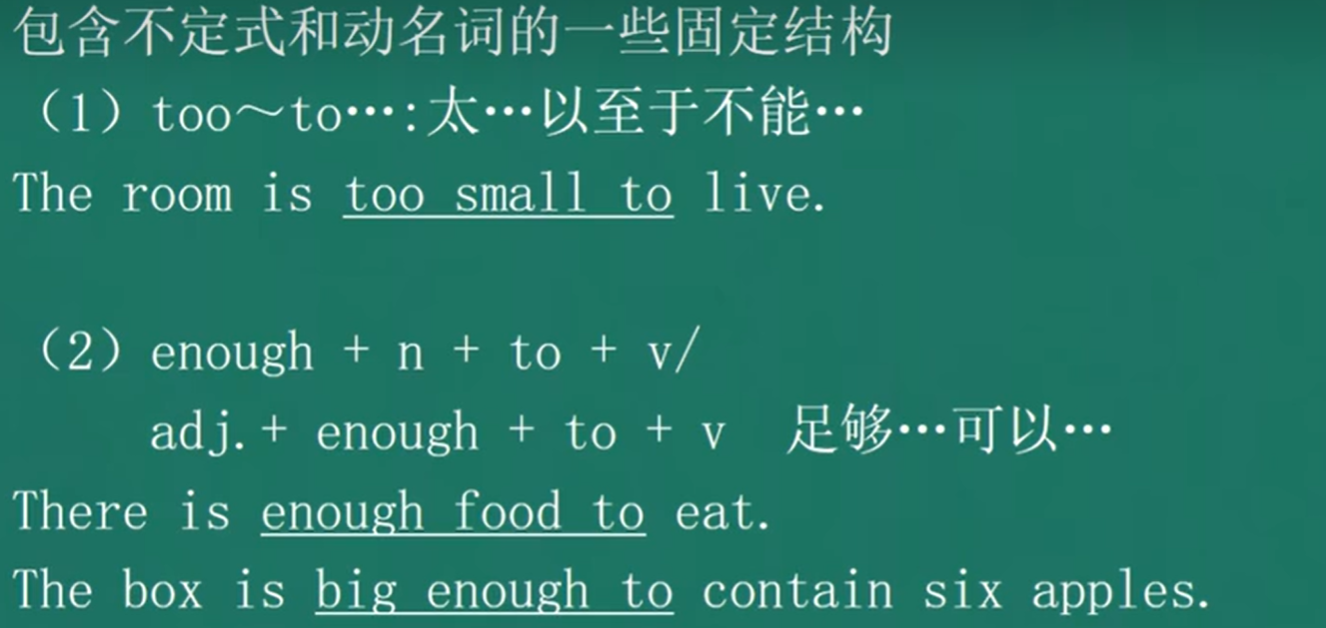 包含不定式和动名词的一些固定结构
（1）too～to…:太…以至于不能…
The room is too small to live.
（2）enough + n + to + v/
adj.+ enough + to + v 足够…可以…
There is enough food to eat.
The box is big enough to contain six apples.